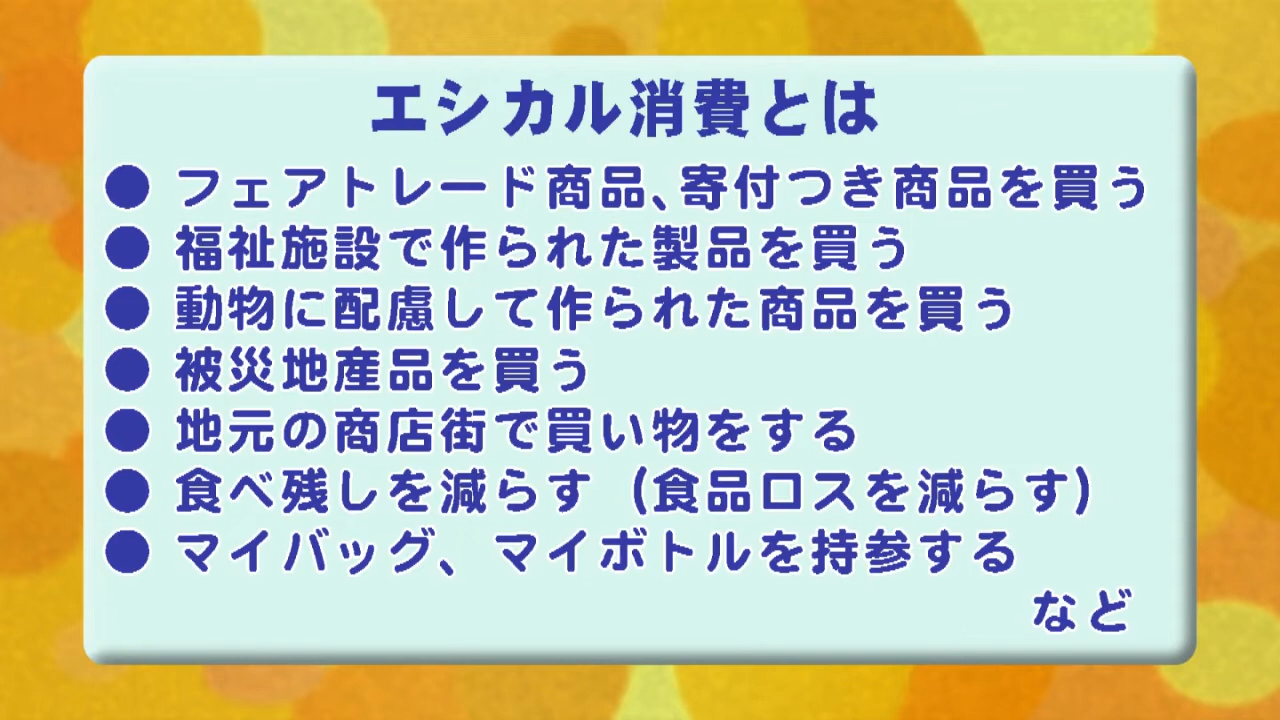 エシカル消費とは
● フェアトレード商品、寄付つき商品を買う
● 福祉施設で作られた製品を買う
● 動物に配慮して作られた商品を買う
● 被災地産品を買う
● 地元の商店街で買い物をする
● 食べ残しを減らす（食品ロスを減らす）
● マイバッグ、マイボトルを持参する
など